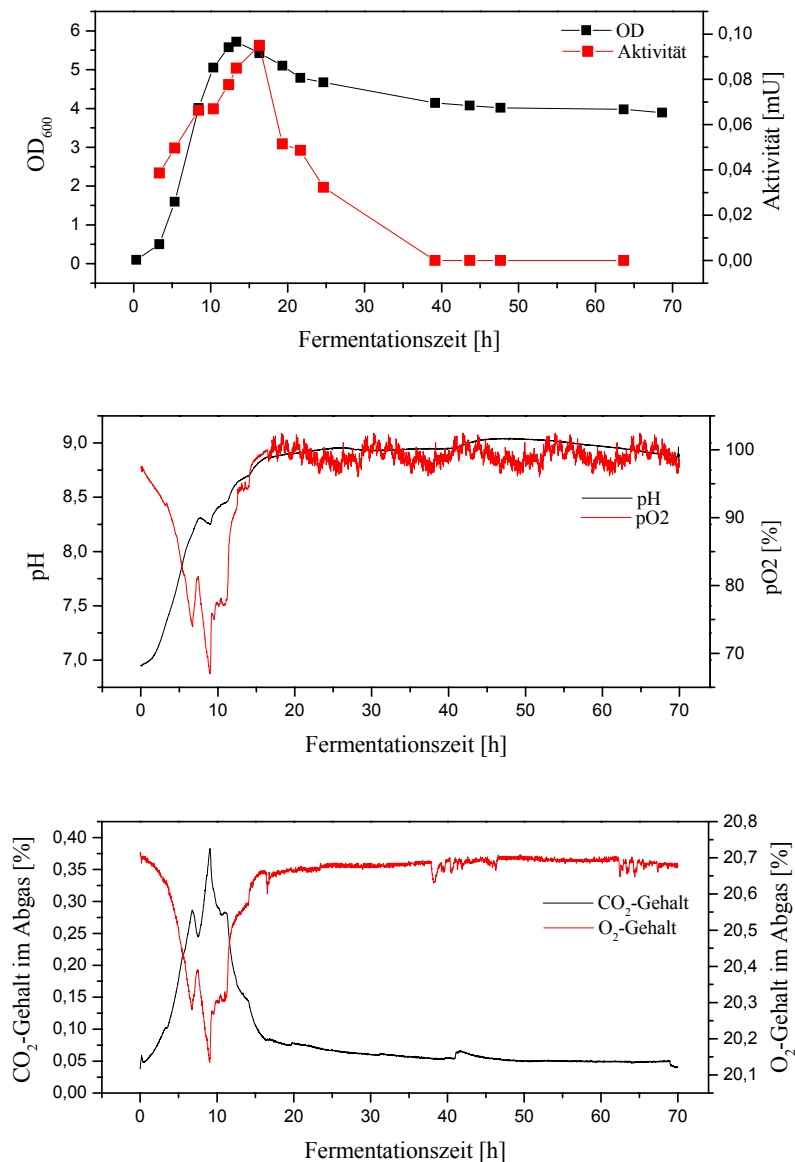 OD
Aktivität
OD600
6
5
4
3
2
1
0
0,10
0,08
0,06
0,04
0,02
0,00
Aktivität [mU]
0 10 20 30 40 50 60 70
Fermentationszeit [h]
pH
9,0
8,5
8,0
7,5
7,0
pH
pO2
100
90
80
70
pO2 [%]
0 10 20 30 40 50 60 70
Fermentationszeit [h]
CO2-Gehalt im Abgas [%]
0,40
0,35
0,30
0,25
0,20
0,15
0,10
0,05
0,00
CO2-Gehalt
O2-Gehalt
20,8
20,7
20,6
20,5
20,4
20,3
20,2
20,1
O2-Gehalt im Abgas [%]
0 10 20 30 40 50 60 70
Fermentationszeit [h]